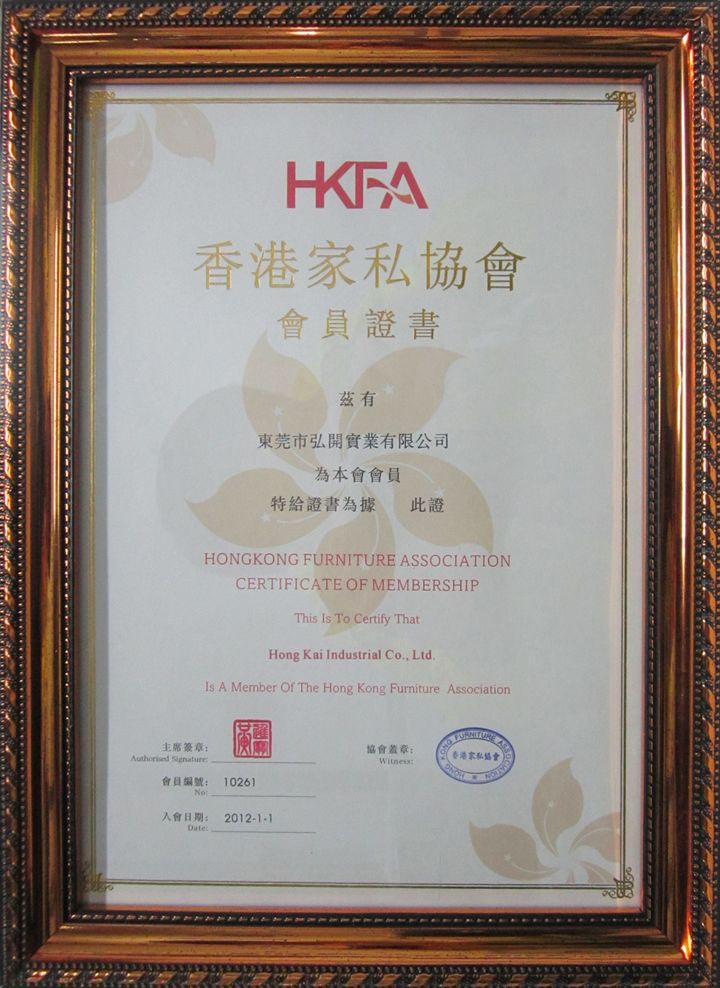 HKFA
香港家私協會
會員證書
茲有
東莞市弘開實業有限公司
為本會會員
特給證書為據 此證
HONGKONG FURNITURE ASSOCIATION
CERTIFICATE OF MEMBERSHIP
This Is To Certify That
Hong Kai Industrial Co., Ltd.
Is A Member Of The Hong Kong Furniture Association
主席簽章:
Authorised Signature:
協會蓋章:
Witness:
HONG KONG FURNITURE ASSOCIATION
香港家私協會
會員編號: 10261
No:
入會日期: 2012-1-1
Date: